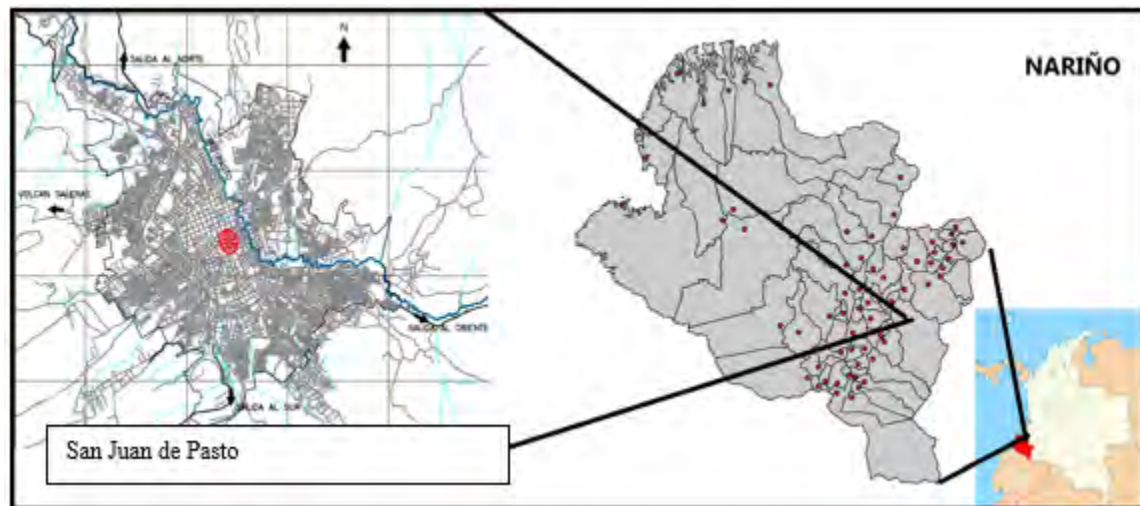 N
SALIDA AL NORTE
NARIÑO
VOLCAN GALERAS
SALIDA AL ORIENTE
SALIDA AL SUR
San Juan de Pasto